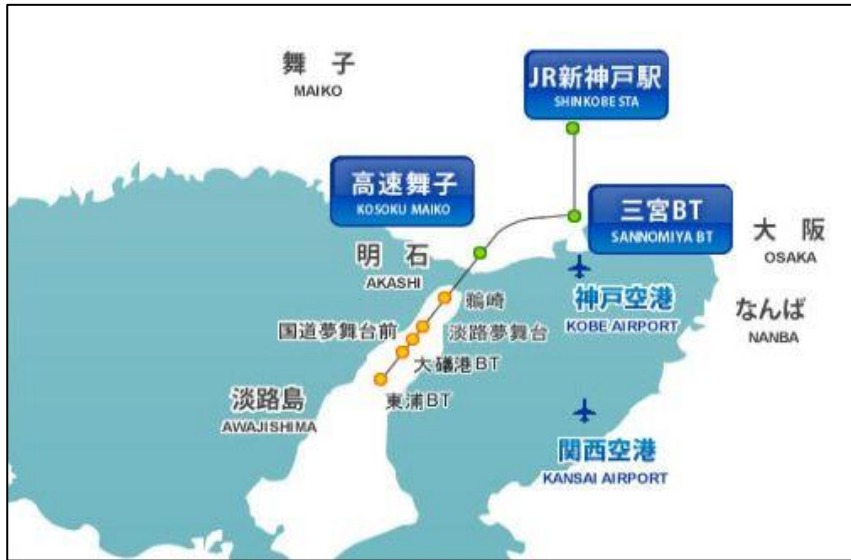 舞 子
MAIKO
JR新神戸駅
SHINKOBE STA
高速舞子
KOSOKU MAIKO
三宮BT
SANNOMIYA BT
大 阪
OSAKA
明 石
AKASHI
鵜崎
神戸空港
KOBE AIRPORT
なんば
NANBA
国道夢舞台前
淡路夢舞台
大礒港BT
東浦BT
淡路島
AWAJISHIMA
関西空港
KANSAI AIRPORT